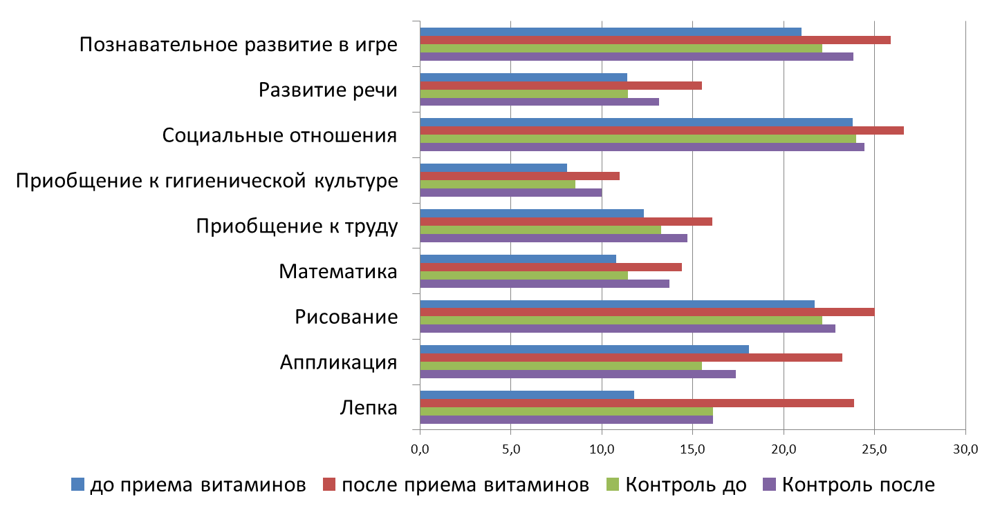 Познавательное развитие в игре
Развитие речи
Социальные отношения
Приобщение к гигиенической культуре
Приобщение к труду
Математика
Рисование
Аппликация
Лепка
0,0 5,0 10,0 15,0 20,0 25,0 30,0
до приема витаминов после приема витаминов Контроль до Контроль после